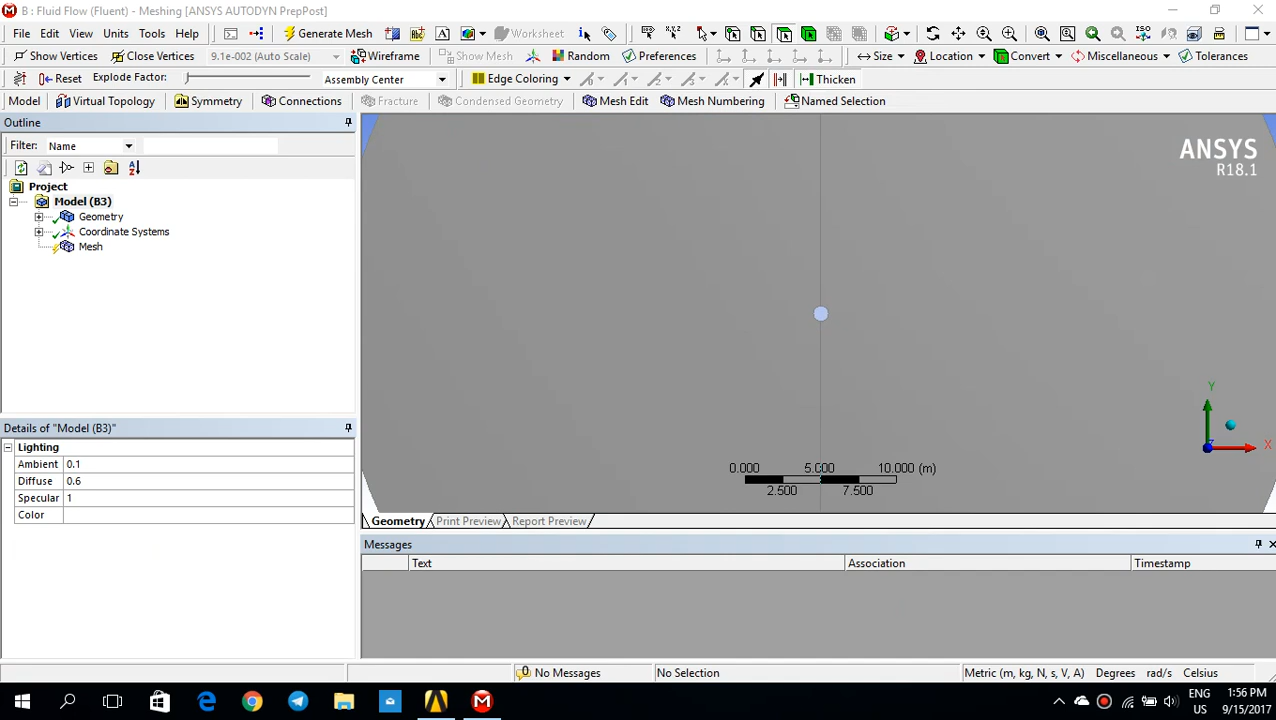 B : Fluid Flow (Fluent) - Meshing [ANSYS AUTODYN PrepPost]
File Edit View Units Tools Help Generate Mesh Worksheet
Show Vertices Close Vertices 9.1e-002 (Auto Scale) Wireframe Show Mesh Random Preferences Size Location Convert Miscellaneous Tolerances
Reset Explode Factor: Assembly Center Edge Coloring Thicken
Model Virtual Topology Symmetry Connections Fracture Condensed Geometry Mesh Edit Mesh Numbering Named Selection
Outline
Filter: Name
Project
Model (B3)
Geometry
Coordinate Systems
Mesh
Details of "Model (B3)"
Lighting
Ambient 0.1
Diffuse 0.6
Specular 1
Color
ANSYS
R18.1
Y
X
Z
0.000 5.000 10.000 (m)
2.500 7.500
Geometry Print Preview Report Preview
Messages
Text Association Timestamp
0 No Messages No Selection Metric (m, kg, N, s, V, A) Degrees rad/s Celsius
ENG 1:56 PM
US 9/15/2017